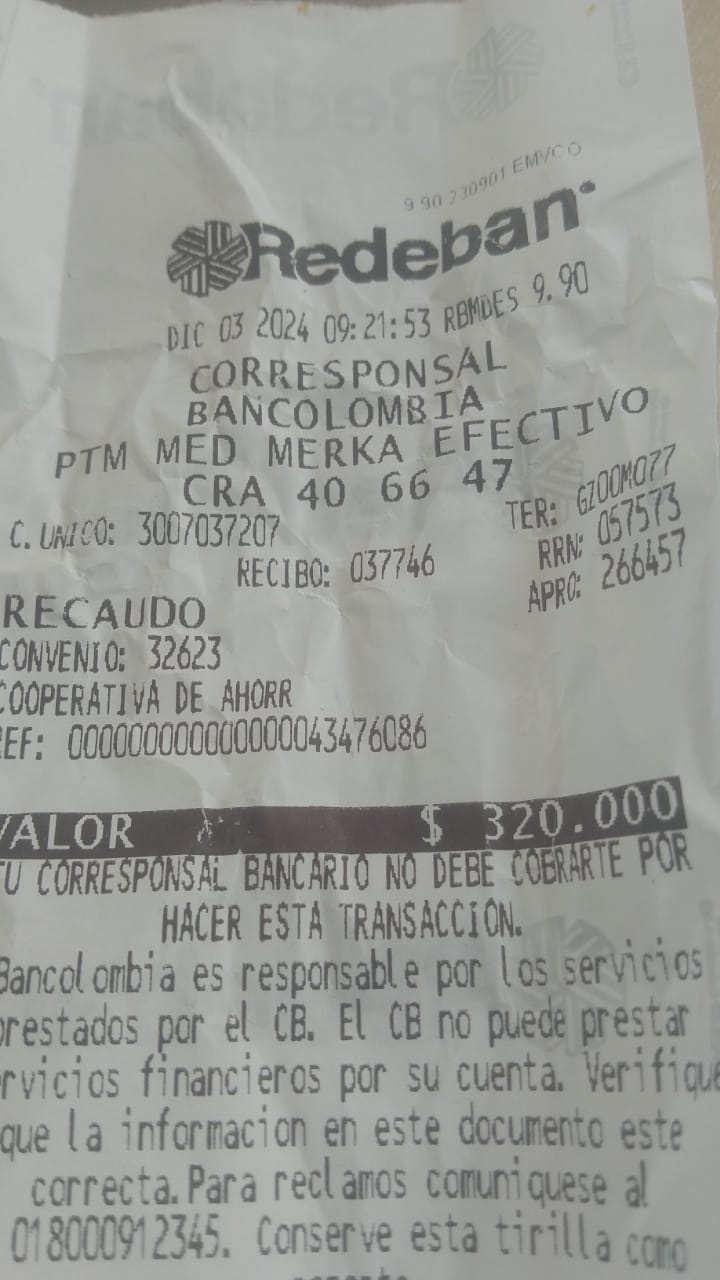 9 90 230901 EMVCO
Redeban
DIC 03 2024 09:21:53 RBMDES 9.90
CORRESPONSAL
BANCOLOMBIA
PTM MED MERKA EFECTIVO
CRA 40 66 47
C. UNICO: 3007037207 TER: GZOOMO77
RECIBO: 037746 RRN: 057573
APRO: 266457
RECAUDO
CONVENIO: 32623
COOPERATIVA DE AHORR
REF: 000000000000000043476086
VALOR $ 320.000
TU CORRESPONSAL BANCARIO NO DEBE COBRARTE POR
HACER ESTA TRANSACCION.
Bancolombia es responsable por los servicios
prestados por el CB. El CB no puede prestar
rvicios financieros por su cuenta. Verifique
que la informacion en este documento este
correcta. Para reclamos comuniquese al
018000912345. Conserve esta tirilla como